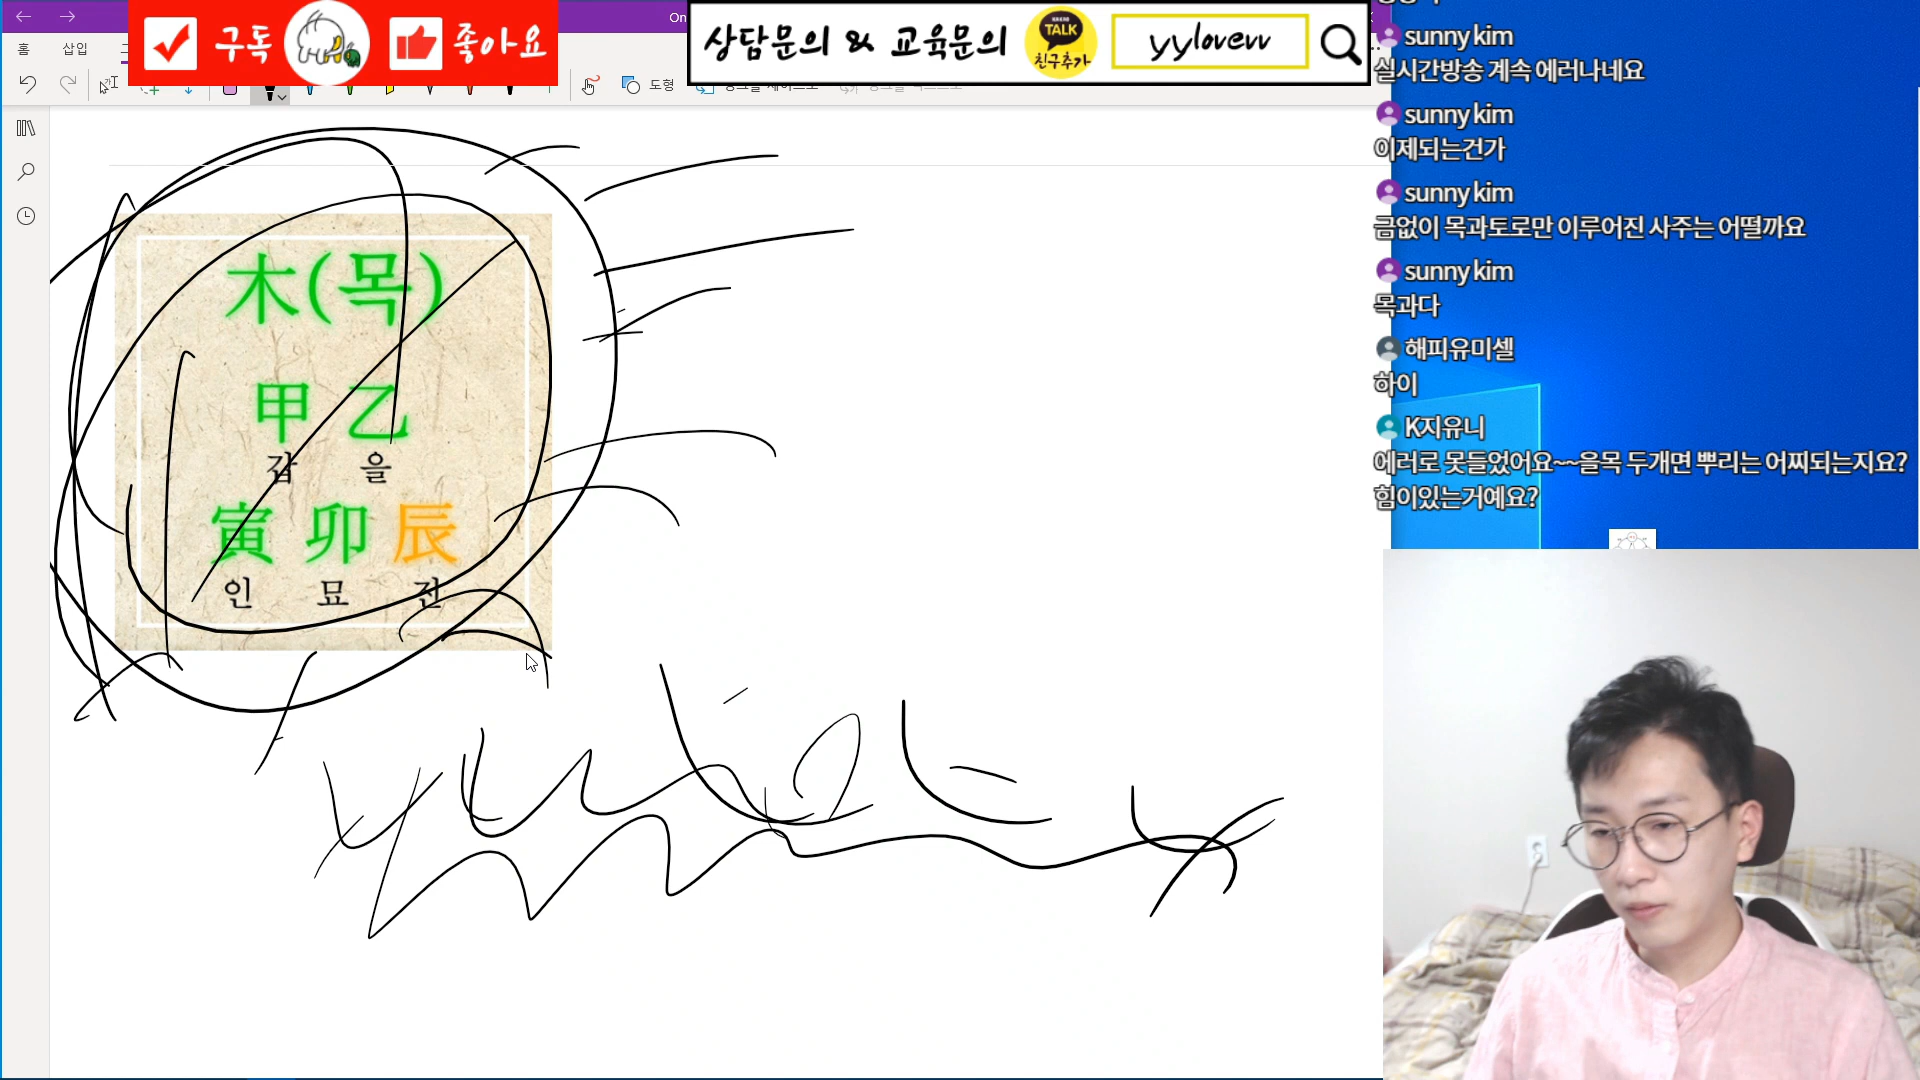 구독
좋아요
상담문의 & 교육문의
TALK
친구추가
yylovevv
On
홈
삽입
도형
木(목)
甲 乙
갑 을
寅 卯 辰
인 묘 진
sunny kim
실시간방송 계속 에러나네요
sunny kim
이제되는건가
sunny kim
금없이 목과토로만 이루어진 사주는 어떨까요
sunny kim
목과다
해피유미셀
하이
K지유니
에러로 못들었어요~~을목 두개면 뿌리는 어찌되는지요?
힘이있는거예요?